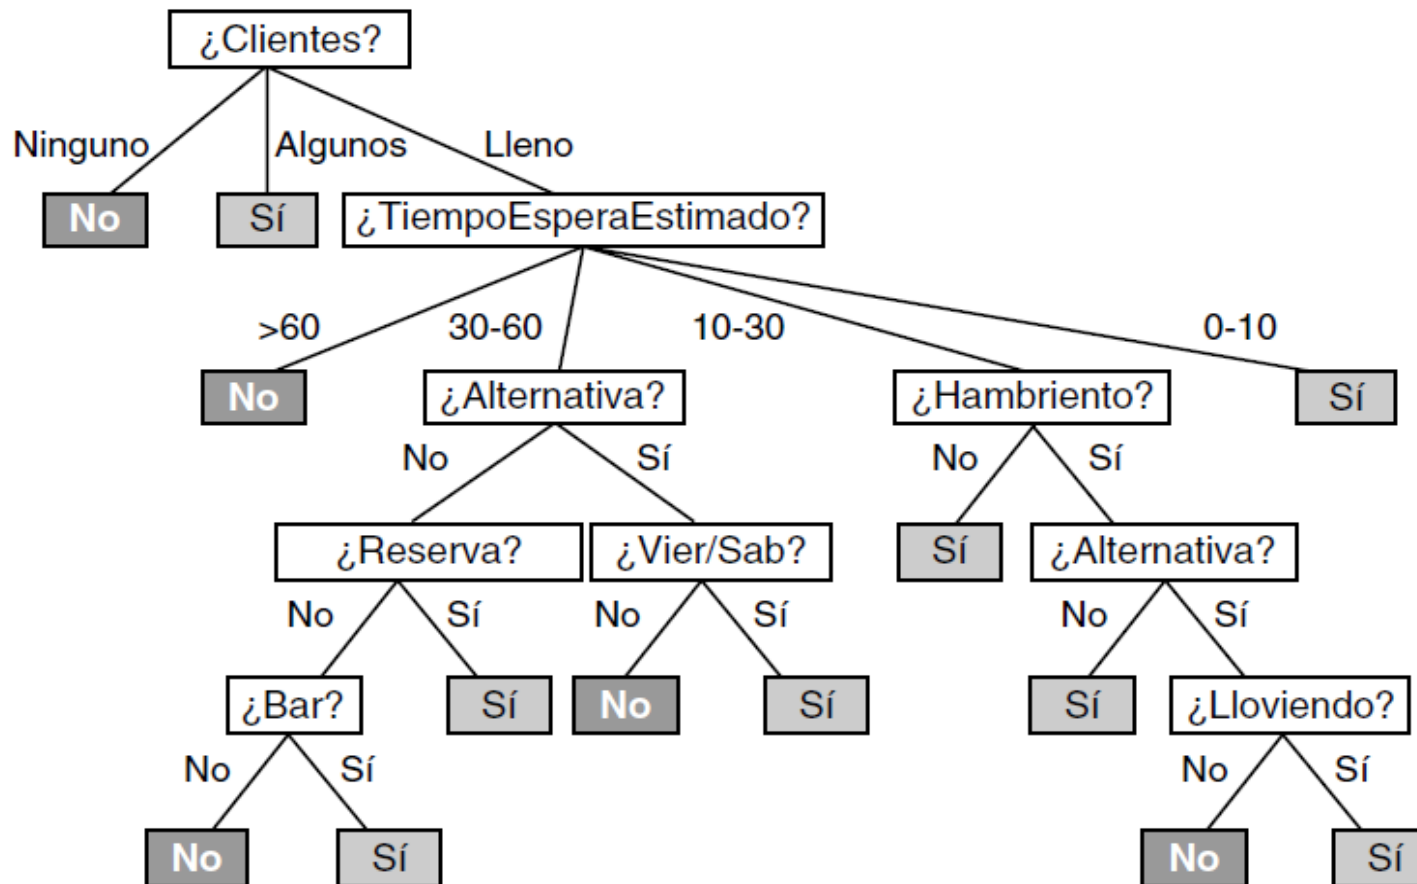 ¿Clientes?
Ninguno Algunos Lleno
No Sí ¿TiempoEsperaEstimado?
>60 30-60 10-30 0-10
No ¿Alternativa? ¿Hambriento? Sí
No Sí No Sí
¿Reserva? ¿Vier/Sab? Sí ¿Alternativa?
No Sí No Sí No Sí
¿Bar? Sí No Sí Sí ¿Lloviendo?
No Sí No Sí
No Sí No Sí